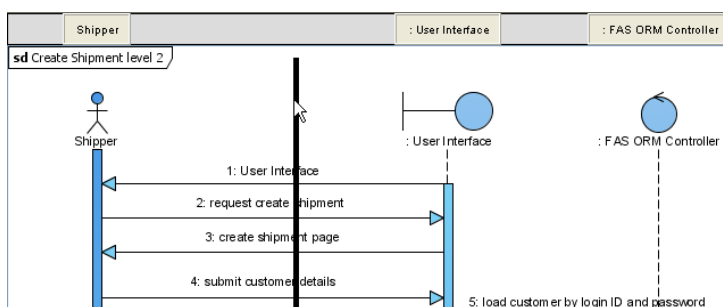 Shipper
: User Interface
: FAS ORM Controller
sd Create Shipment level 2
Shipper
: User Interface
: FAS ORM Controller
1: User Interface
2: request create shipment
3: create shipment page
4: submit customer details
5: load customer by login ID and password